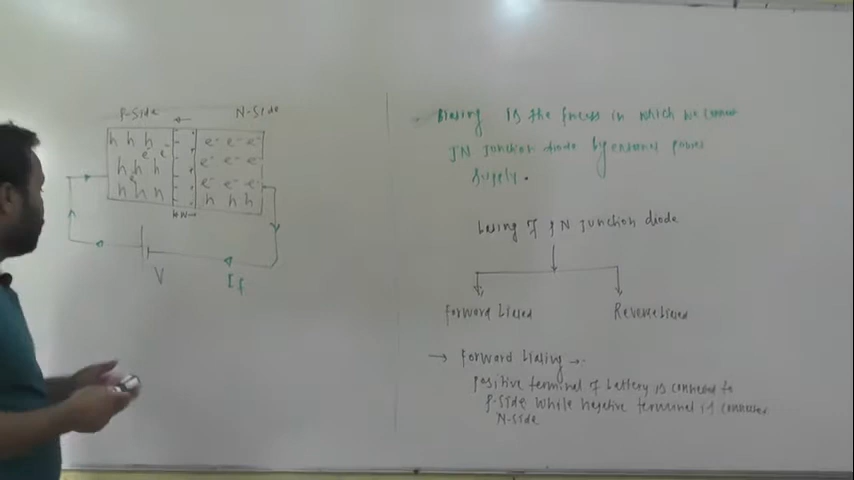 P-Side N-Side
h h h - e- e- e-
e- e-
h h h e- e- e-
e e- e- e-
h h h h h h
W
V If
Biasing is the Process in which we connect
PN Junction diode by external power
supply.
Biasing of PN Junction diode
Forward biased Reverse biased
→ Forward biasing →
Positive terminal of battery is connected to
P-side while negative terminal is connected
N-side